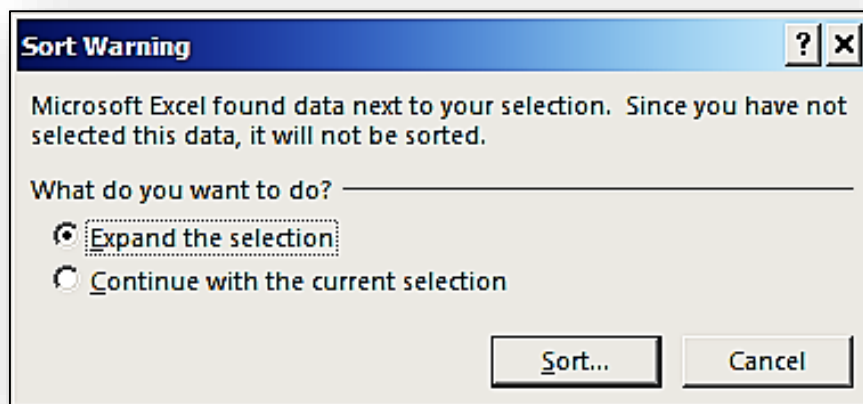 Sort Warning
Microsoft Excel found data next to your selection.  Since you have not
selected this data, it will not be sorted.
What do you want to do?
Expand the selection
Continue with the current selection
Sort...
Cancel